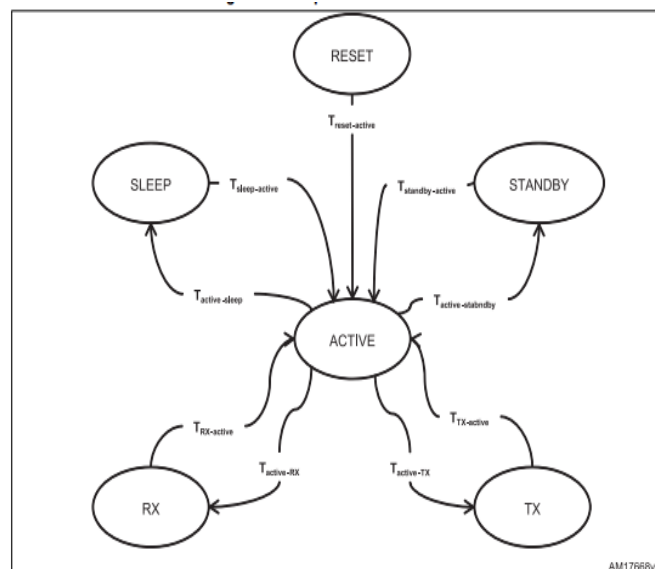 RESET
Treset-active
SLEEP
STANDBY
Tsleep-active
Tstandby-active
Tactive-sleep
Tactive-stabndby
ACTIVE
TRX-active
TTX-active
Tactive-RX
Tactive-TX
RX
TX